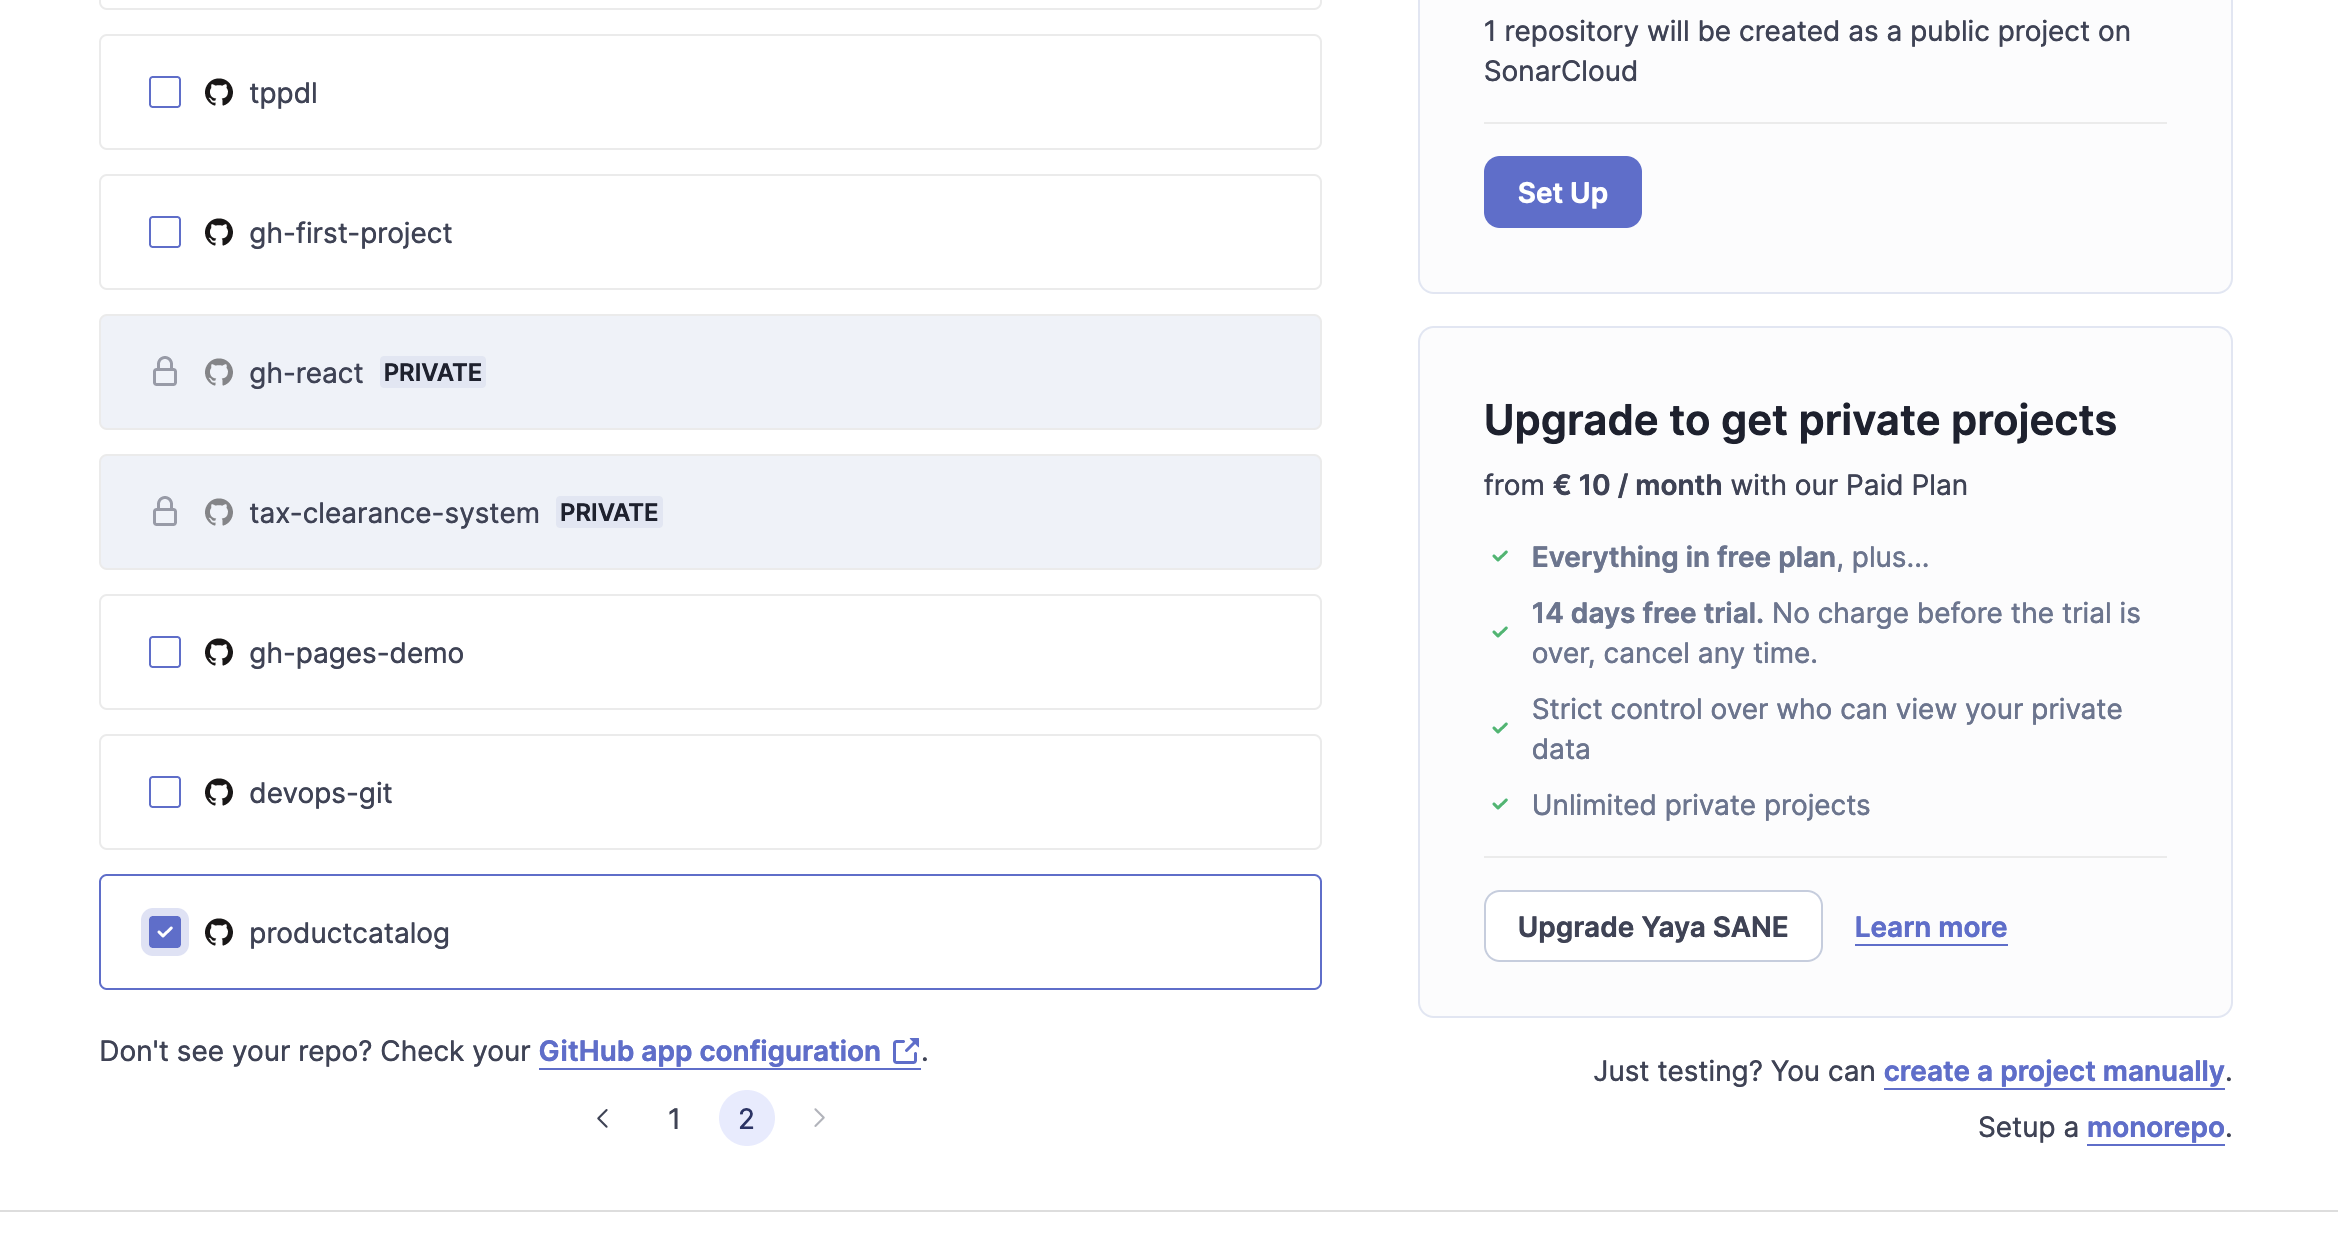 tppdl
gh-first-project
gh-react PRIVATE
tax-clearance-system PRIVATE
gh-pages-demo
devops-git
productcatalog
Don't see your repo? Check your GitHub app configuration.
1 2
1 repository will be created as a public project on
SonarCloud
Set Up
Upgrade to get private projects
from € 10 / month with our Paid Plan
Everything in free plan, plus...
14 days free trial. No charge before the trial is
over, cancel any time.
Strict control over who can view your private
data
Unlimited private projects
Upgrade Yaya SANE Learn more
Just testing? You can create a project manually.
Setup a monorepo.